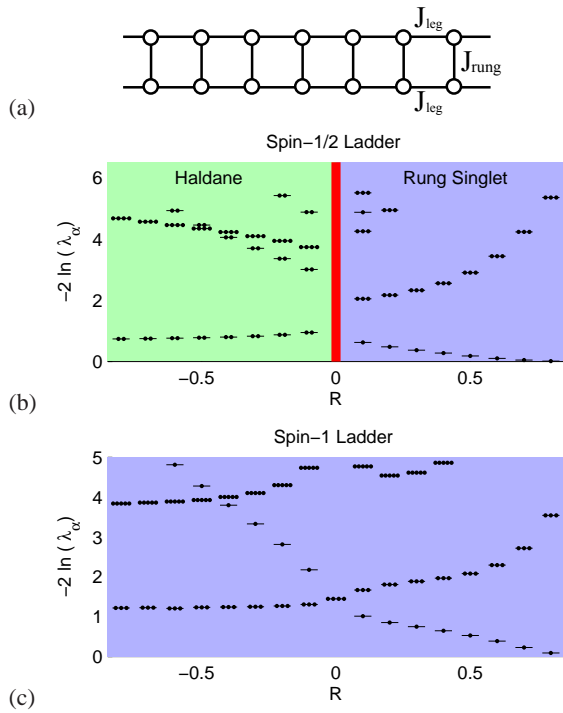 J_leg
J_rung
J_leg
(a)
Spin−1/2 Ladder
Haldane
Rung Singlet
6
4
2
0
−2 ln ( λ_α )
−0.5
0
0.5
R
(b)
Spin−1 Ladder
5
4
3
2
1
0
−2 ln ( λ_α )
−0.5
0
0.5
R
(c)